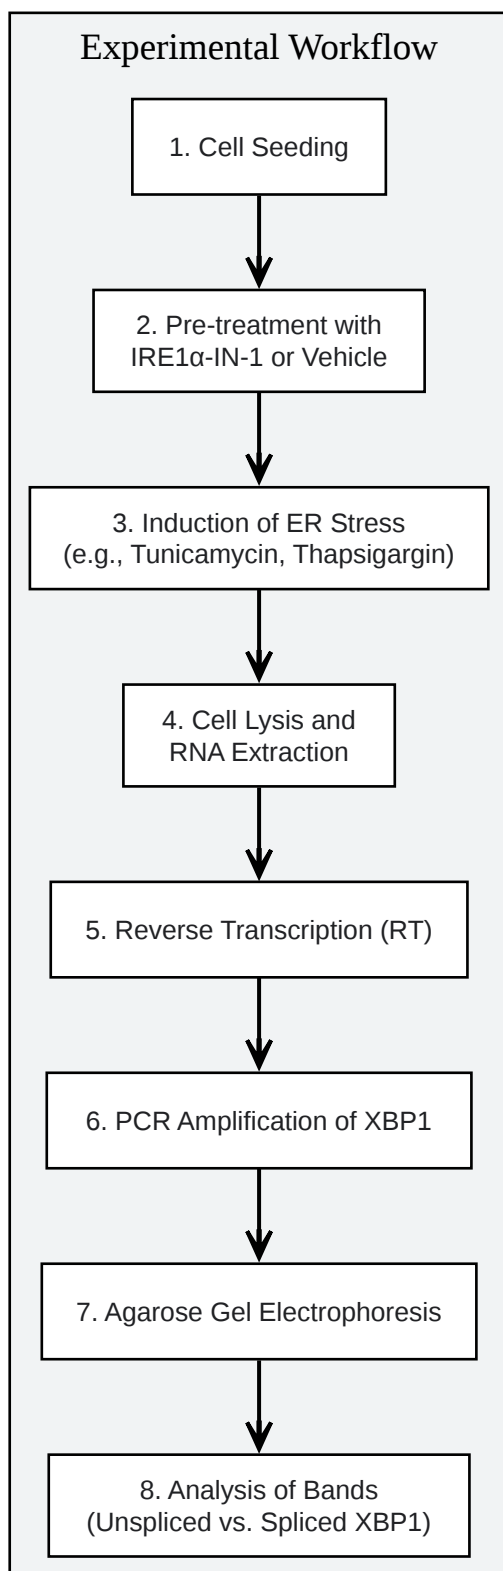 Experimental Workflow
1. Cell Seeding
2. Pre-treatment with
IRE1α-IN-1 or Vehicle
3. Induction of ER Stress
(e.g., Tunicamycin, Thapsigargin)
4. Cell Lysis and
RNA Extraction
5. Reverse Transcription (RT)
6. PCR Amplification of XBP1
7. Agarose Gel Electrophoresis
8. Analysis of Bands
(Unspliced vs. Spliced XBP1)